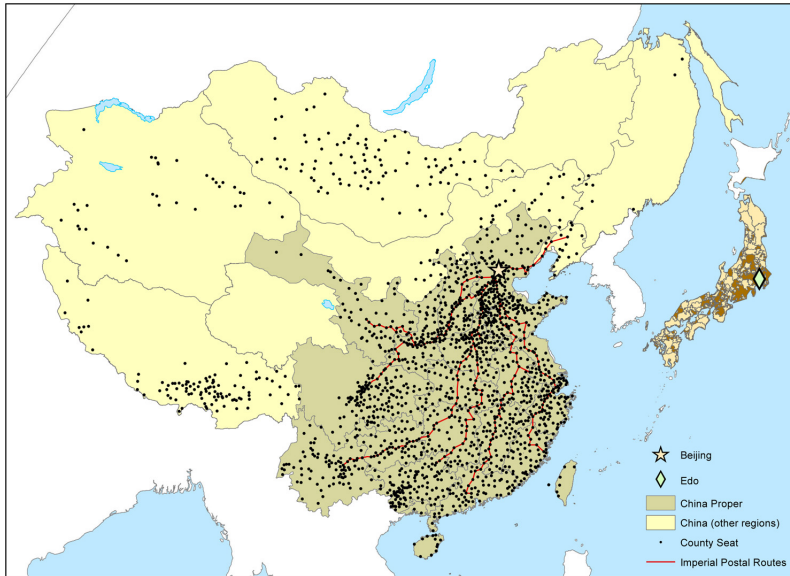 Beijing
Edo
China Proper
China (other regions)
County Seat
Imperial Postal Routes